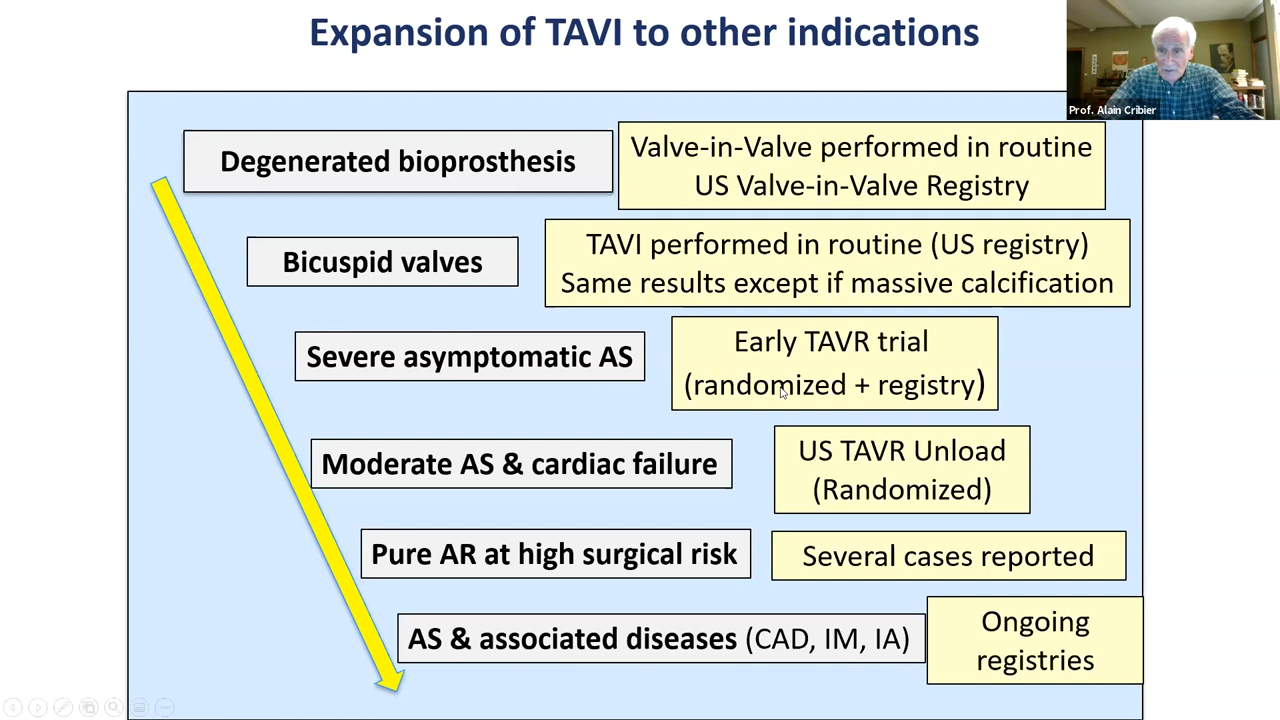 Expansion of TAVI to other indications
Prof. Alain Cribier
Degenerated bioprosthesis
Valve-in-Valve performed in routine
US Valve-in-Valve Registry
Bicuspid valves
TAVI performed in routine (US registry)
Same results except if massive calcification
Severe asymptomatic AS
Early TAVR trial
(randomized + registry)
Moderate AS & cardiac failure
US TAVR Unload
(Randomized)
Pure AR at high surgical risk
Several cases reported
AS & associated diseases (CAD, IM, IA)
Ongoing
registries